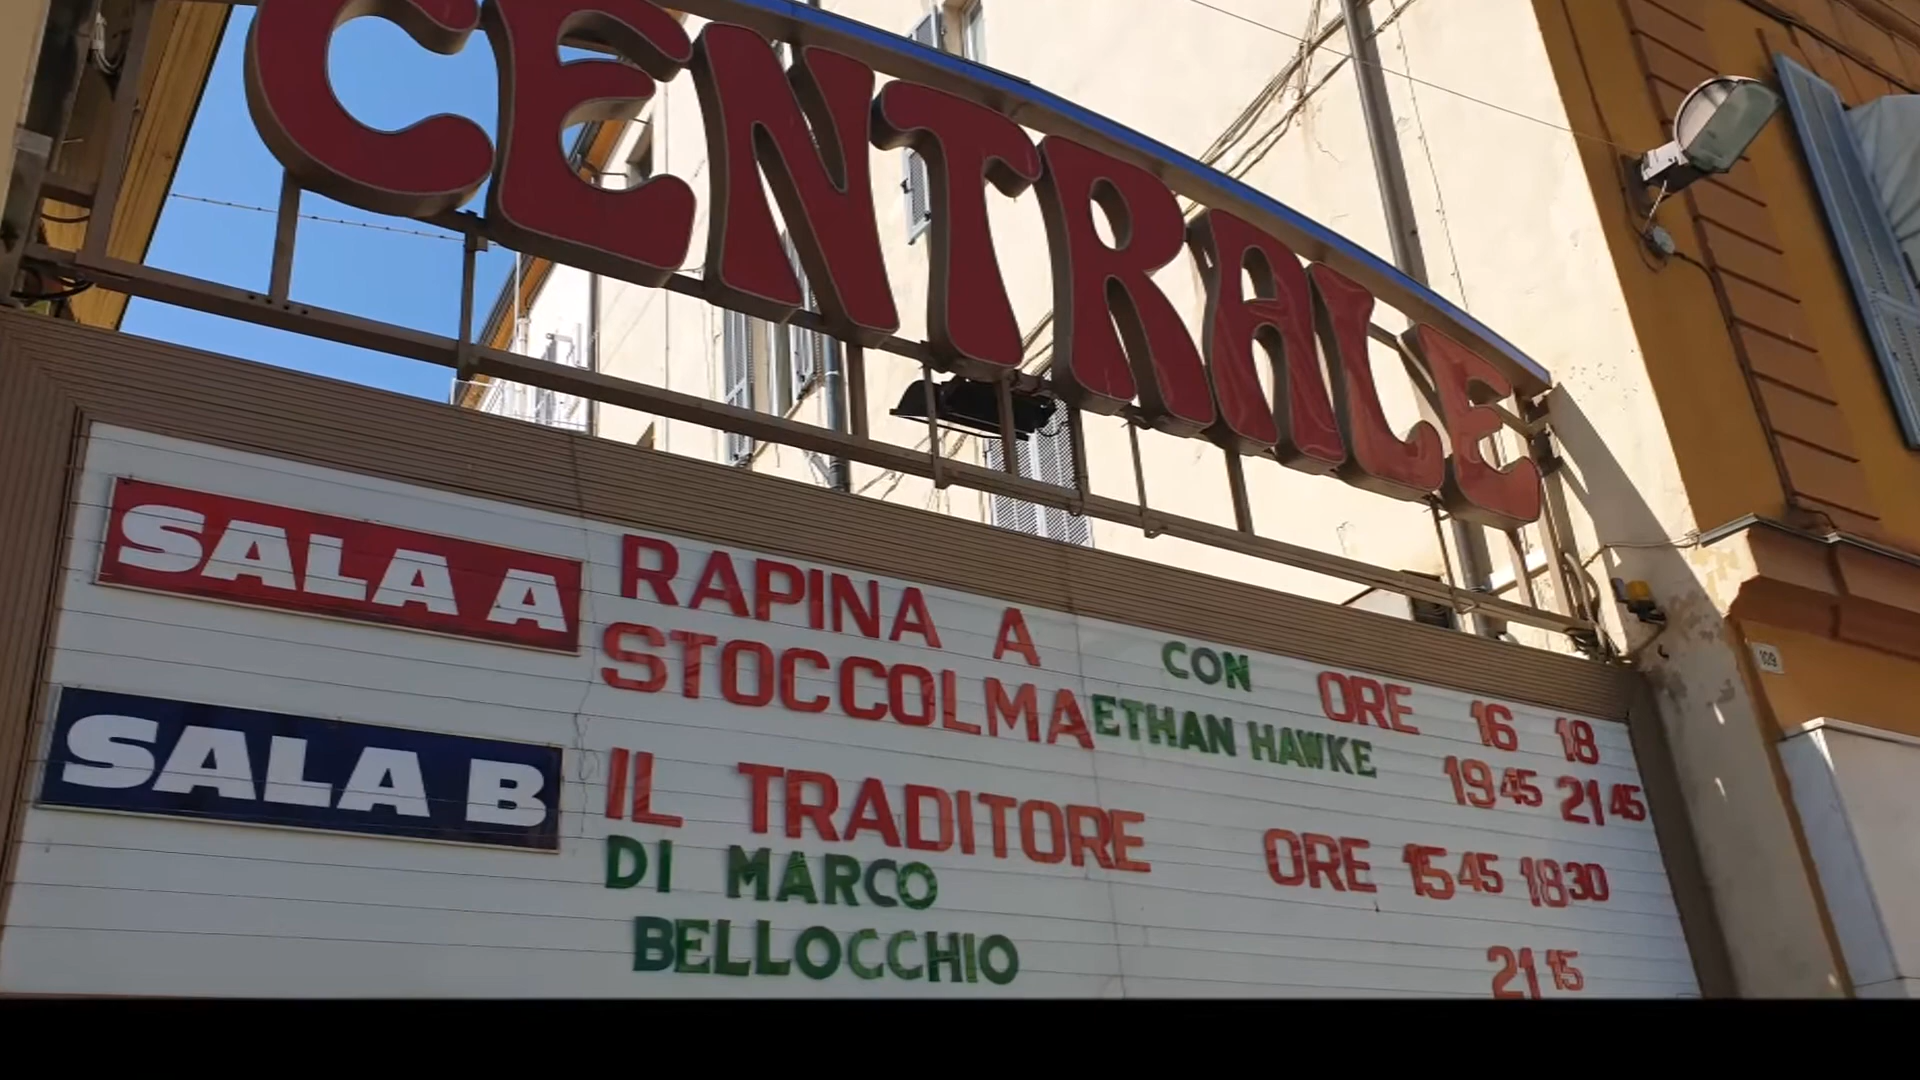 CENTRALE
SALA A
RAPINA A
STOCCOLMA
CON
ETHAN HAWKE
ORE 16 18
19 45 21 45
SALA B
IL TRADITORE
DI MARCO
BELLOCCHIO
ORE 15 45 18 30
21 15
109